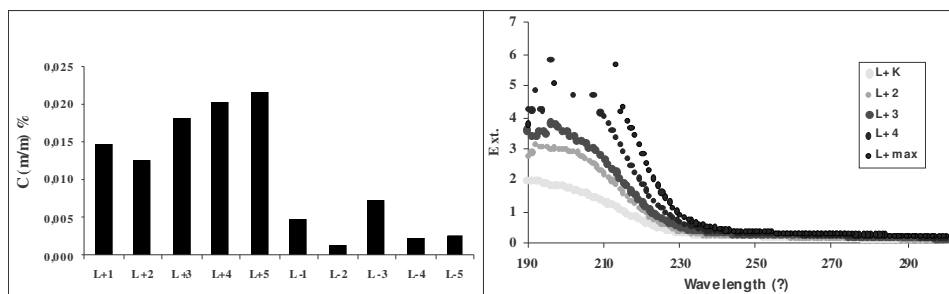 C (m/m) %
0,025
0,020
0,015
0,010
0,005
0,000
L+1 L+2 L+3 L+4 L+5 L-1 L-2 L-3 L-4 L-5
Ext.
7
6
5
4
3
2
1
0
190 210 230 250 270 290
Wavelength (?)
L+ K
L+ 2
L+ 3
L+ 4
L+ max